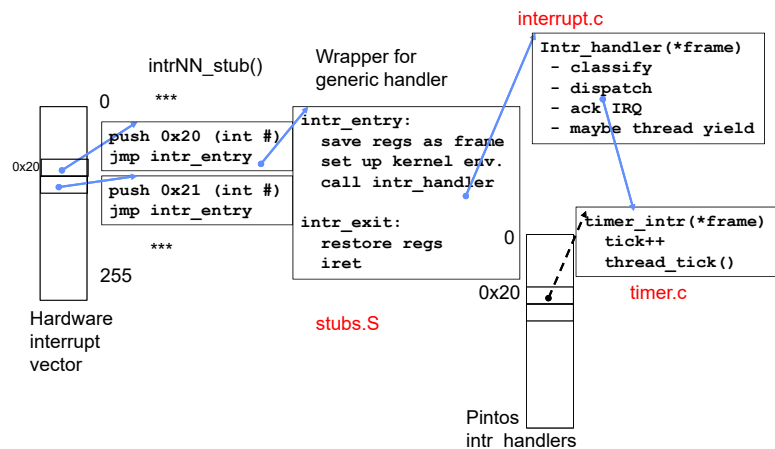 interrupt.c
Intr_handler(*frame)
- classify
- dispatch
- ack IRQ
- maybe thread yield
Wrapper for
generic handler
intrNN_stub()
0
***
0x20
push 0x20 (int #)
jmp intr_entry
push 0x21 (int #)
jmp intr_entry
***
255
Hardware
interrupt
vector
intr_entry:
save regs as frame
set up kernel env.
call intr_handler
intr_exit:
restore regs
iret
stubs.S
0
0x20
timer_intr(*frame)
tick++
thread_tick()
timer.c
Pintos
intr_handlers